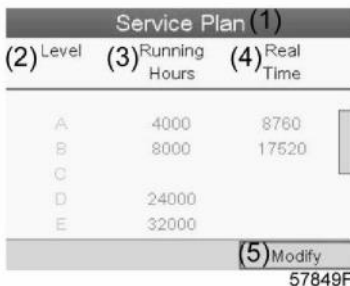 Service Plan (1)
(2) Level (3) Running Hours (4) Real Time
A 4000 8760
B 8000 17520
C
D 24000
E 32000
(5) Modify
57849F